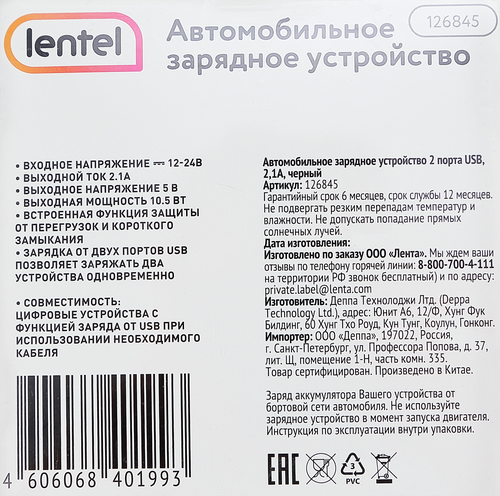 lentel
Автомобильное
зарядное устройство
126845
• ВХОДНОЕ НАПРЯЖЕНИЕ 12-24В
• ВЫХОДНОЙ ТОК 2.1А
• ВЫХОДНОЕ НАПРЯЖЕНИЕ 5 В
• ВЫХОДНАЯ МОЩНОСТЬ 10.5 ВТ
• ВСТРОЕННАЯ ФУНКЦИЯ ЗАЩИТЫ
ОТ ПЕРЕГРУЗОК И КОРОТКОГО
ЗАМЫКАНИЯ
• ЗАРЯДКА ОТ ДВУХ ПОРТОВ USB
ПОЗВОЛЯЕТ ЗАРЯЖАТЬ ДВА
УСТРОЙСТВА ОДНОВРЕМЕННО
• СОВМЕСТИМОСТЬ:
ЦИФРОВЫЕ УСТРОЙСТВА С
ФУНКЦИЕЙ ЗАРЯДА ОТ USB ПРИ
ИСПОЛЬЗОВАНИИ НЕОБХОДИМОГО
КАБЕЛЯ
4 606068 401993
Автомобильное зарядное устройство 2 порта USB,
2,1А, черный
Артикул: 126845
Гарантийный срок 6 месяцев, срок службы 12 месяцев.
Не подвергать резким перепадам температур и
влажности. Не допускать попадание прямых
солнечных лучей.
Дата изготовления:
Изготовлено по заказу ООО «Лента». Мы ждем ваши
отзывы по телефону горячей линии: 8-800-700-4-111
на территории РФ звонок бесплатный) и по адресу:
private.label@lenta.com
Изготовитель: Деппа Технолоджи Лтд. (Deppa
Technology Ltd.), адрес: Юнит А6, 12/Ф, Хунг Фук
Билдинг, 60 Хунг Тхо Роуд, Кун Тунг, Коулун, Гонконг.
Импортер: ООО «Деппа», 197022, Россия,
г. Санкт-Петербург, ул. Профессора Попова, д. 37,
лит. Щ, помещение 1-Н, часть комн. 335.
Товар сертифицирован. Произведено в Китае.
Заряд аккумулятора Вашего устройства от
бортовой сети автомобиля. Не используйте
зарядное устройство в момент запуска двигателя.
Инструкция по эксплуатации внутри упаковки.
EAC
3
PVC